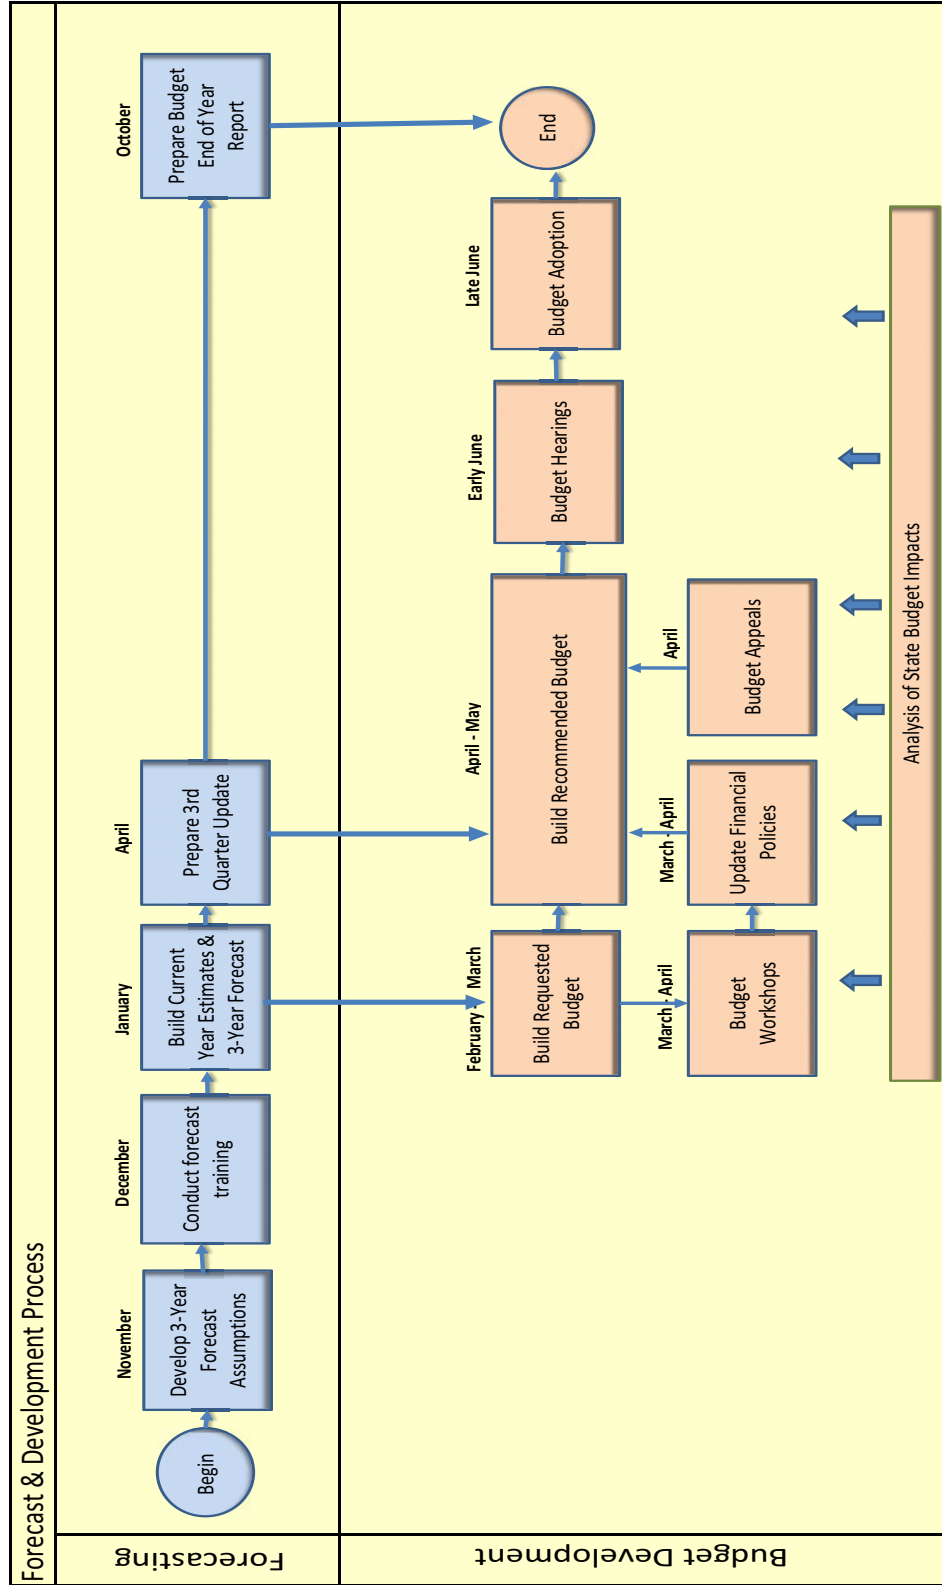 Forecast & Development Process
Forecasting
Begin
November
Develop 3-Year
Forecast
Assumptions
December
Conduct forecast
training
January
Build Current
Year Estimates &
3-Year Forecast
April
Prepare 3rd
Quarter Update
October
Prepare Budget
End of Year
Report
Budget Development
February - March
Build Requested
Budget
April - May
Build Recommended Budget
Early June
Budget Hearings
Late June
Budget Adoption
End
March - April
Budget
Workshops
March - April
Update Financial
Policies
April
Budget Appeals
Analysis of State Budget Impacts